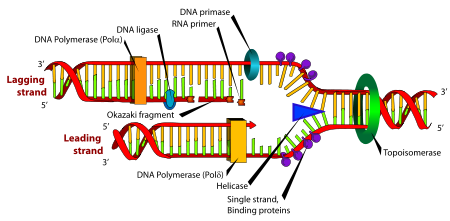 DNA primase
RNA primer
DNA ligase
DNA Polymerase (Polα)
3’
Lagging
strand
5’
Okazaki fragment
3’
5’
Topoisomerase
5’
Leading
strand
3’
DNA Polymerase (Polδ)
Helicase
Single strand,
Binding proteins